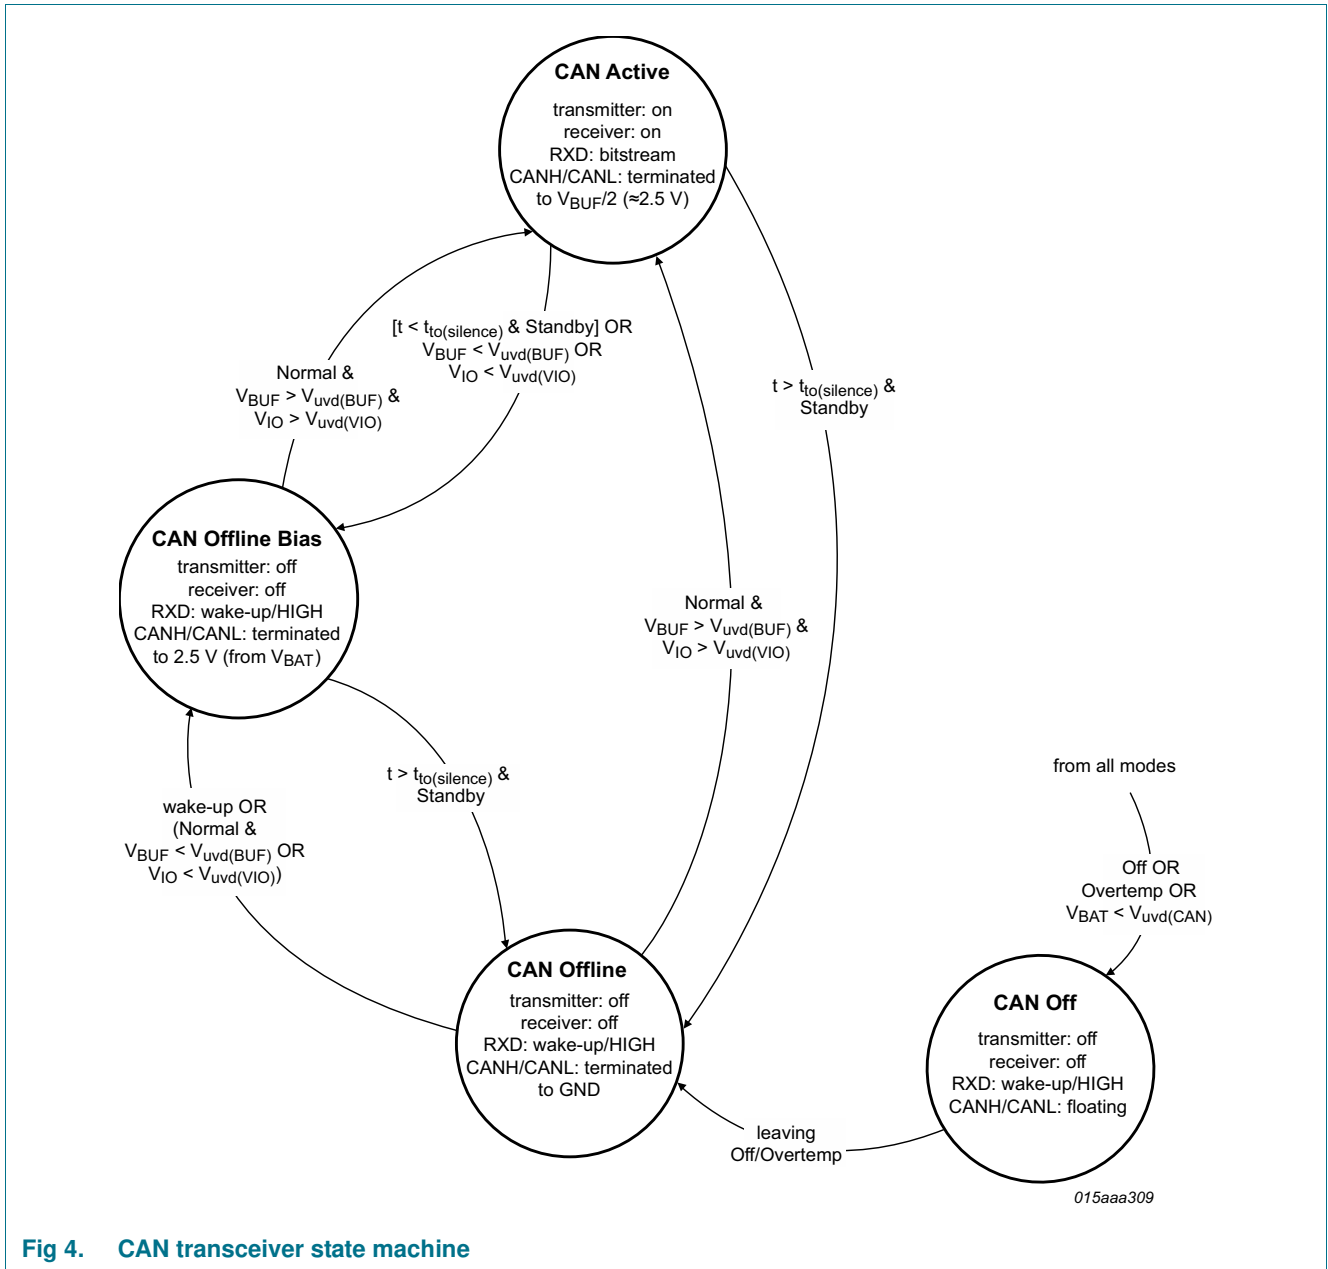 CAN Active
transmitter: on
receiver: on
RXD: bitstream
CANH/CANL: terminated
to VBUF/2 (≈2.5 V)
[t < tto(silence) & Standby] OR
VBUF < Vuvd(BUF) OR
VIO < Vuvd(VIO)
Normal &
VBUF > Vuvd(BUF) &
VIO > Vuvd(VIO)
t > tto(silence) &
Standby
CAN Offline Bias
transmitter: off
receiver: off
RXD: wake-up/HIGH
CANH/CANL: terminated
to 2.5 V (from VBAT)
Normal &
VBUF > Vuvd(BUF) &
VIO > Vuvd(VIO)
t > tto(silence) &
Standby
wake-up OR
(Normal &
VBUF < Vuvd(BUF) OR
VIO < Vuvd(VIO))
from all modes
Off OR
Overtemp OR
VBAT < Vuvd(CAN)
CAN Offline
transmitter: off
receiver: off
RXD: wake-up/HIGH
CANH/CANL: terminated
to GND
CAN Off
transmitter: off
receiver: off
RXD: wake-up/HIGH
CANH/CANL: floating
leaving
Off/Overtemp
015aaa309
Fig 4. CAN transceiver state machine